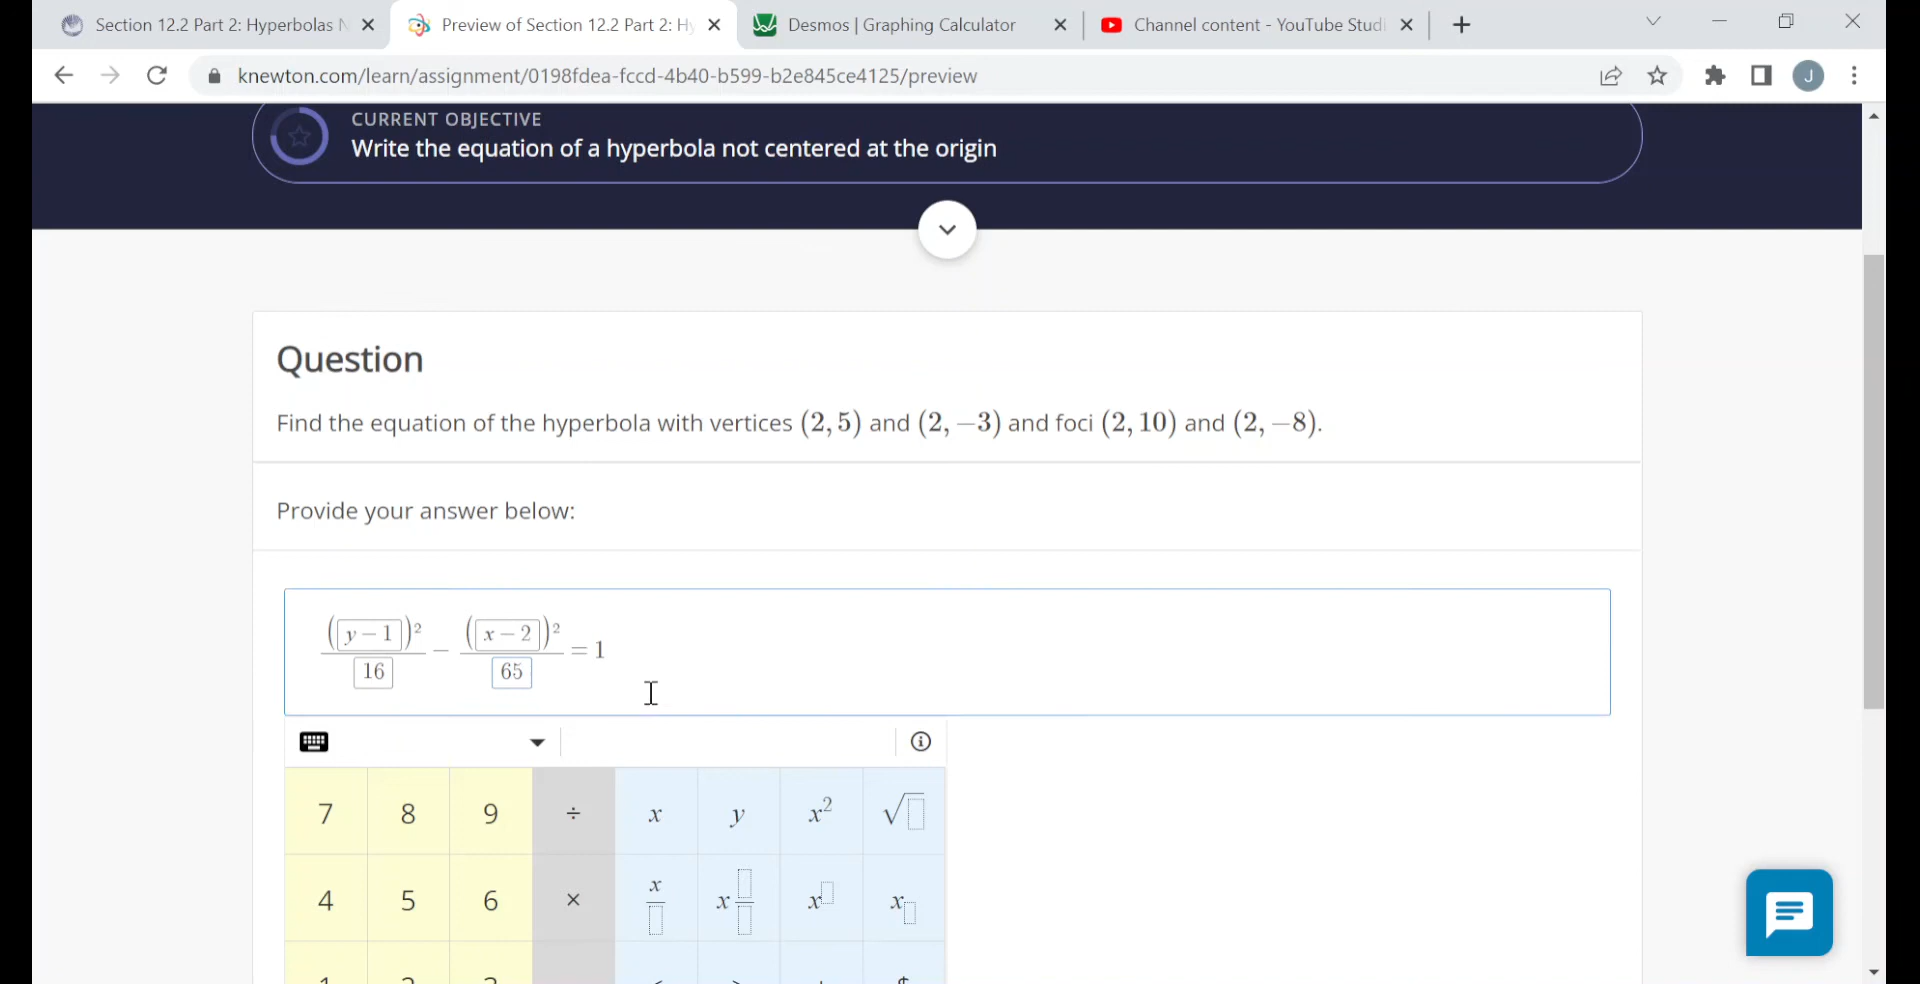 Section 12.2 Part 2: Hyperbolas N
Preview of Section 12.2 Part 2: Hy
Desmos | Graphing Calculator
Channel content - YouTube Studi
knewton.com/learn/assignment/0198fdea-fccd-4b40-b599-b2e845ce4125/preview
J
CURRENT OBJECTIVE
Write the equation of a hyperbola not centered at the origin
Question
Find the equation of the hyperbola with vertices (2, 5) and (2, −3) and foci (2, 10) and (2, −8).
Provide your answer below:
(y − 1)² / 16 − (x − 2)² / 65 = 1
7 8 9 ÷ x y x² √
4 5 6 × x x x x